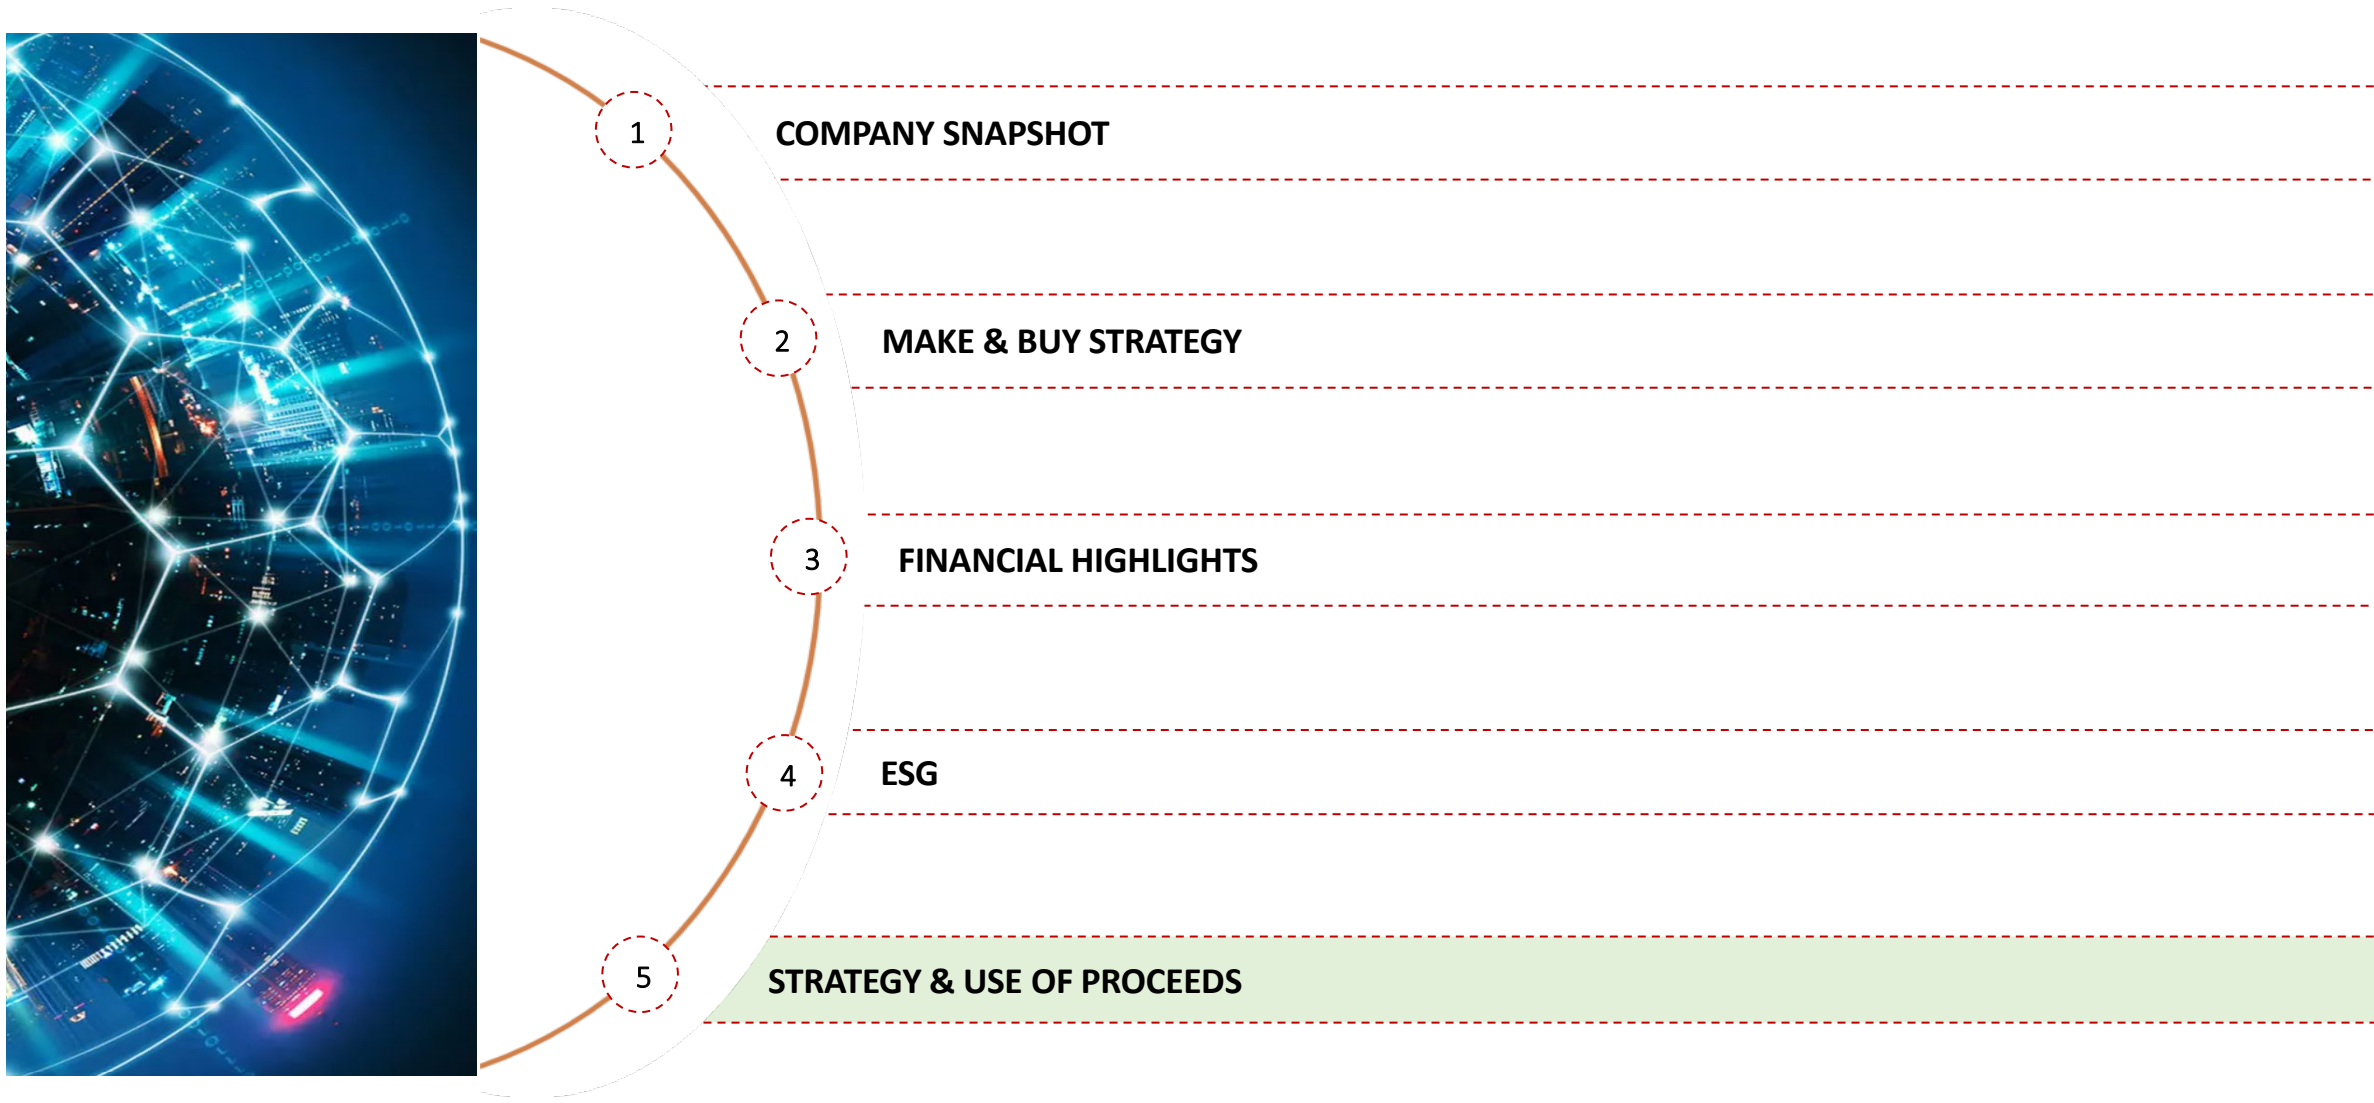 1
COMPANY SNAPSHOT
2
MAKE & BUY STRATEGY
3
FINANCIAL HIGHLIGHTS
4
ESG
5
STRATEGY & USE OF PROCEEDS